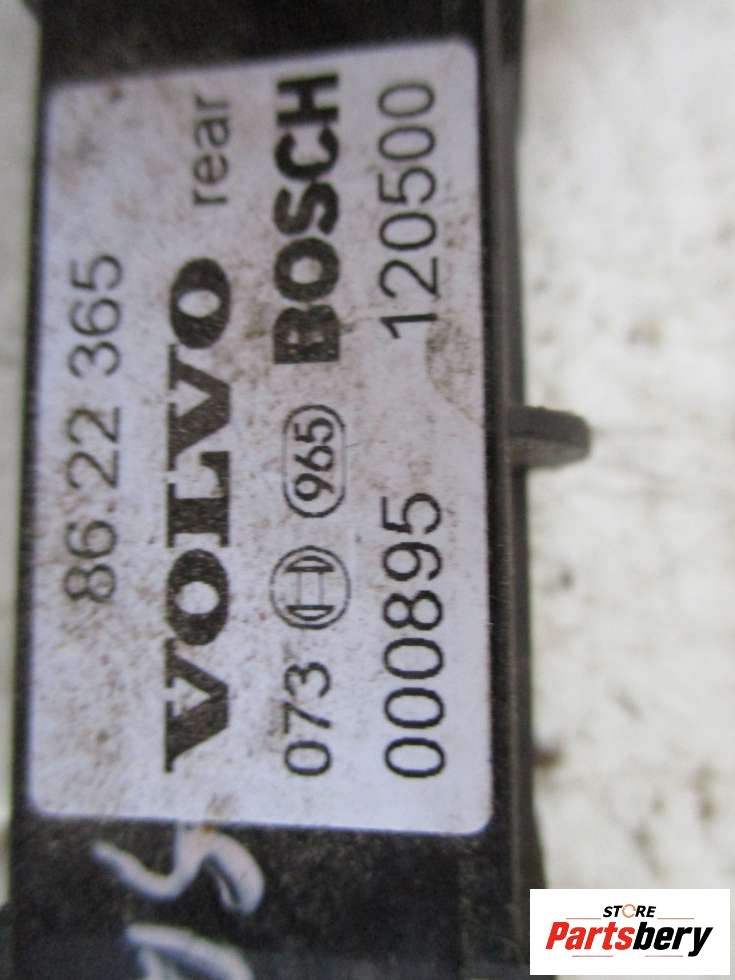 86 22 365
VOLVO rear
073 965 BOSCH
000895 120500
STORE
Partsbery